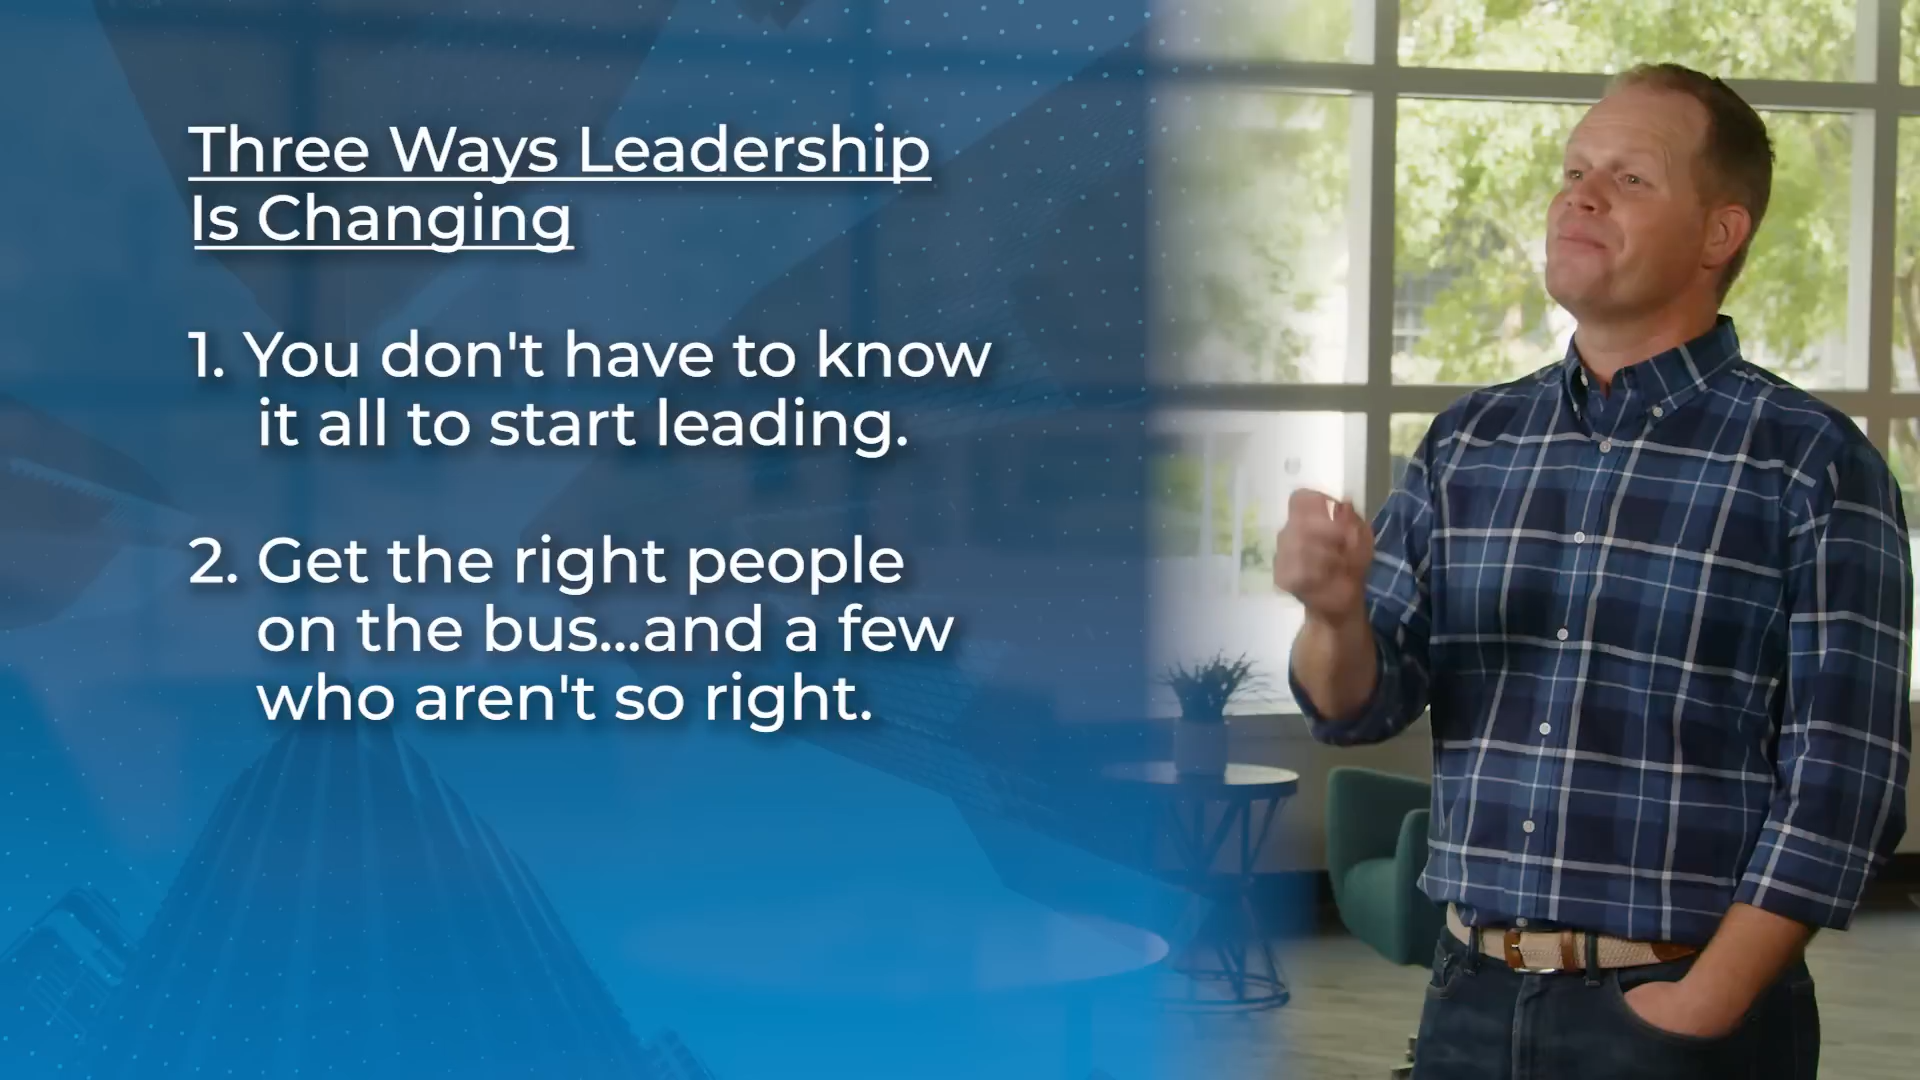 Three Ways Leadership
Is Changing
1. You don't have to know
it all to start leading.
2. Get the right people
on the bus...and a few
who aren't so right.